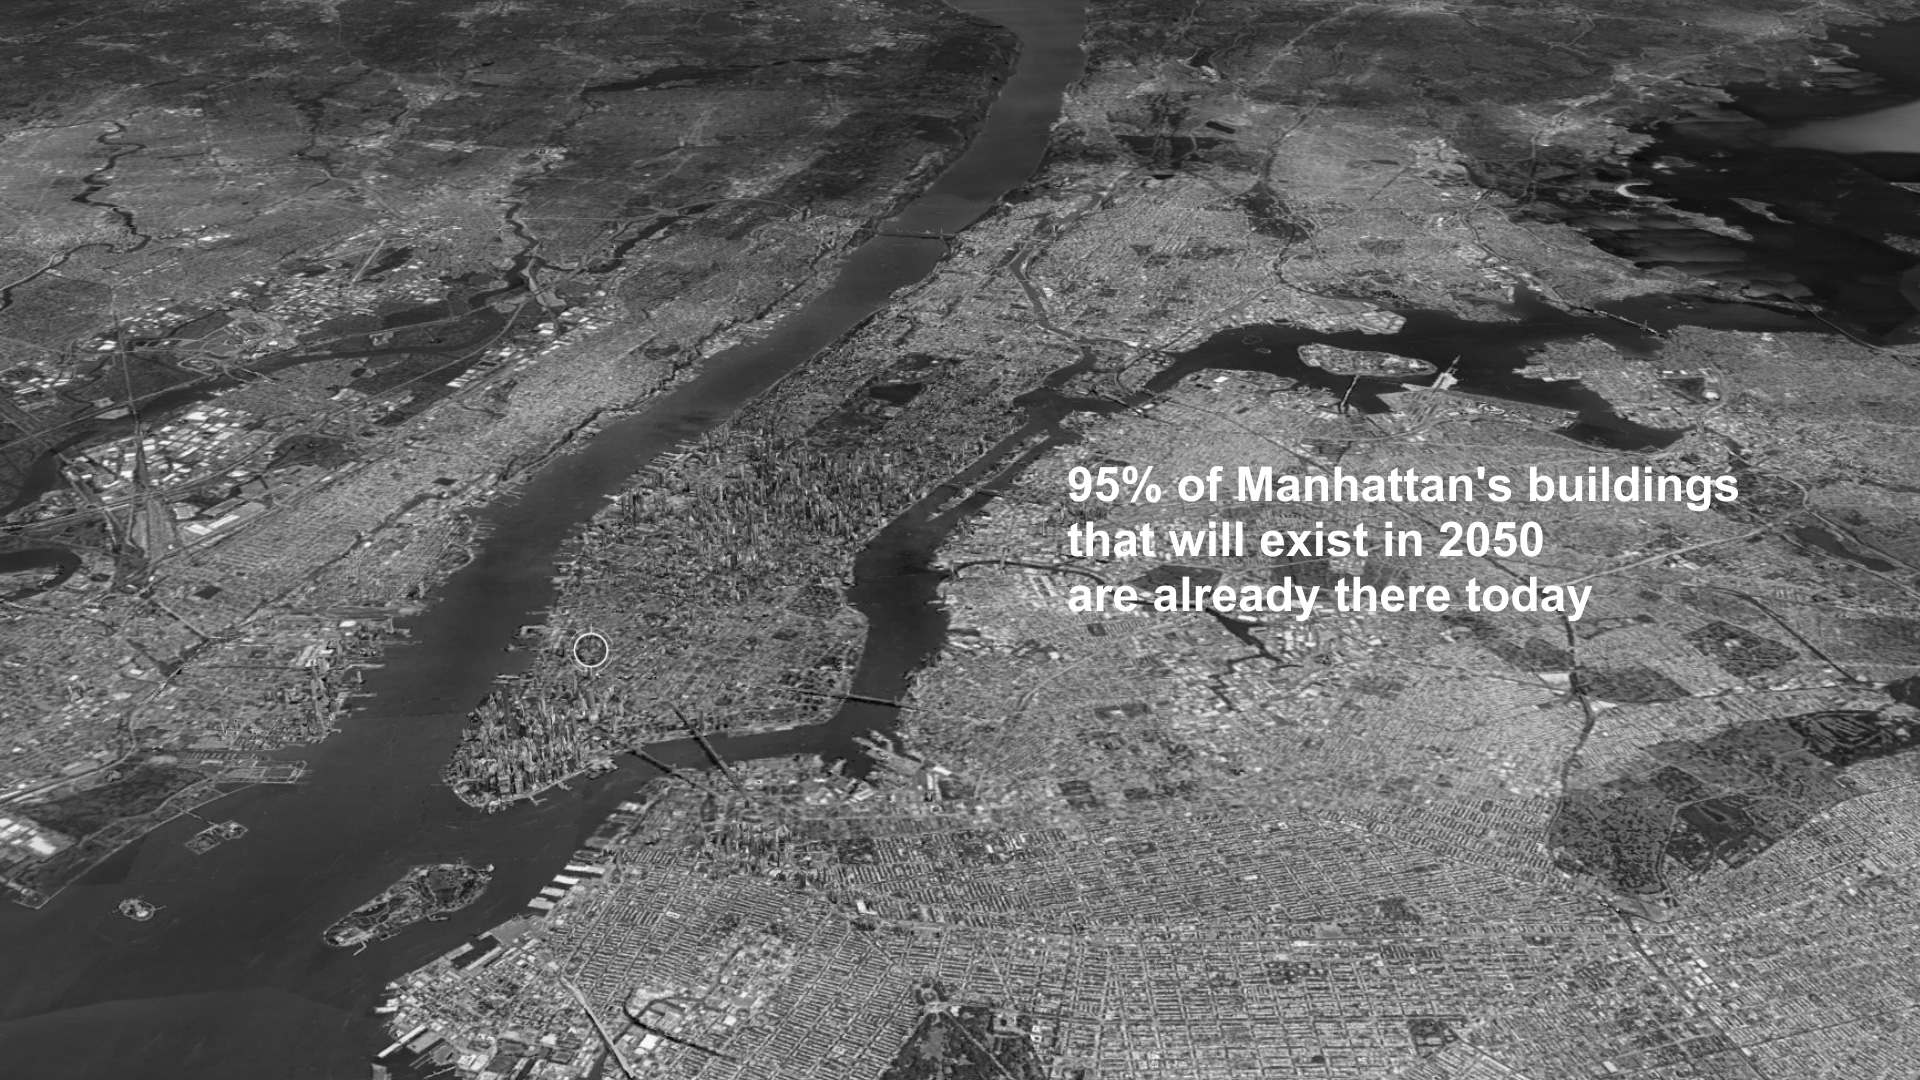 95% of Manhattan's buildings
that will exist in 2050
are already there today